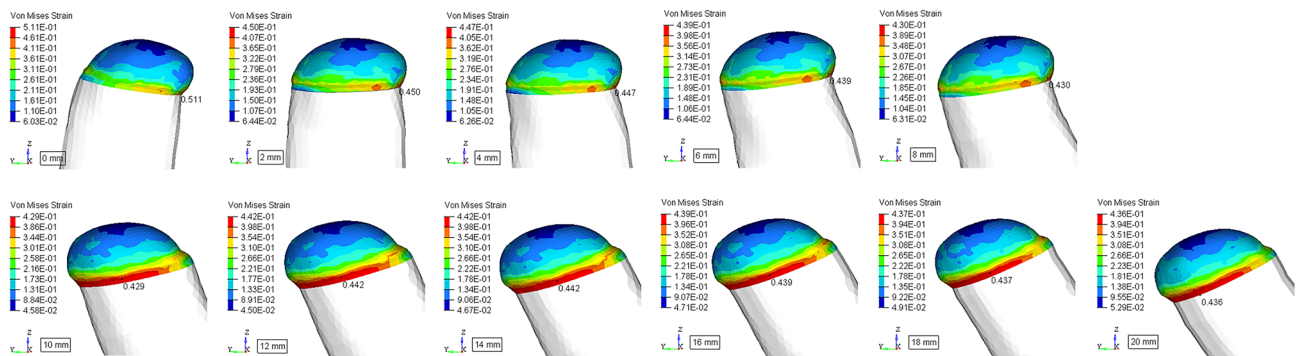 Von Mises Strain
5.11E-01
4.61E-01
4.11E-01
3.61E-01
3.11E-01
2.61E-01
2.11E-01
1.61E-01
1.10E-01
6.03E-02
0.511
Z
Y X
0 mm
Von Mises Strain
4.50E-01
4.07E-01
3.65E-01
3.22E-01
2.79E-01
2.36E-01
1.93E-01
1.50E-01
1.07E-01
6.44E-02
0.450
Z
Y X
2 mm
Von Mises Strain
4.47E-01
4.05E-01
3.62E-01
3.19E-01
2.76E-01
2.34E-01
1.91E-01
1.48E-01
1.05E-01
6.26E-02
0.447
Z
Y X
4 mm
Von Mises Strain
4.39E-01
3.98E-01
3.56E-01
3.14E-01
2.73E-01
2.31E-01
1.89E-01
1.48E-01
1.06E-01
6.44E-02
0.439
Z
Y X
6 mm
Von Mises Strain
4.30E-01
3.89E-01
3.48E-01
3.07E-01
2.67E-01
2.26E-01
1.85E-01
1.45E-01
1.04E-01
6.31E-02
0.430
Z
Y X
8 mm
Von Mises Strain
4.29E-01
3.86E-01
3.44E-01
3.01E-01
2.58E-01
2.16E-01
1.73E-01
1.31E-01
8.84E-02
4.58E-02
0.429
Z
Y X
10 mm
Von Mises Strain
4.42E-01
3.98E-01
3.54E-01
3.10E-01
2.66E-01
2.21E-01
1.77E-01
1.33E-01
8.91E-02
4.50E-02
0.442
Z
Y X
12 mm
Von Mises Strain
4.42E-01
3.98E-01
3.54E-01
3.10E-01
2.66E-01
2.22E-01
1.78E-01
1.34E-01
9.06E-02
4.67E-02
0.442
Z
Y X
14 mm
Von Mises Strain
4.39E-01
3.96E-01
3.52E-01
3.08E-01
2.65E-01
2.21E-01
1.78E-01
1.34E-01
9.07E-02
4.71E-02
0.439
Z
Y X
16 mm
Von Mises Strain
4.37E-01
3.94E-01
3.51E-01
3.08E-01
2.65E-01
2.22E-01
1.78E-01
1.35E-01
9.22E-02
4.91E-02
0.437
Z
Y X
18 mm
Von Mises Strain
4.36E-01
3.94E-01
3.51E-01
3.08E-01
2.66E-01
2.23E-01
1.81E-01
1.38E-01
9.55E-02
5.29E-02
0.436
Z
Y X
20 mm